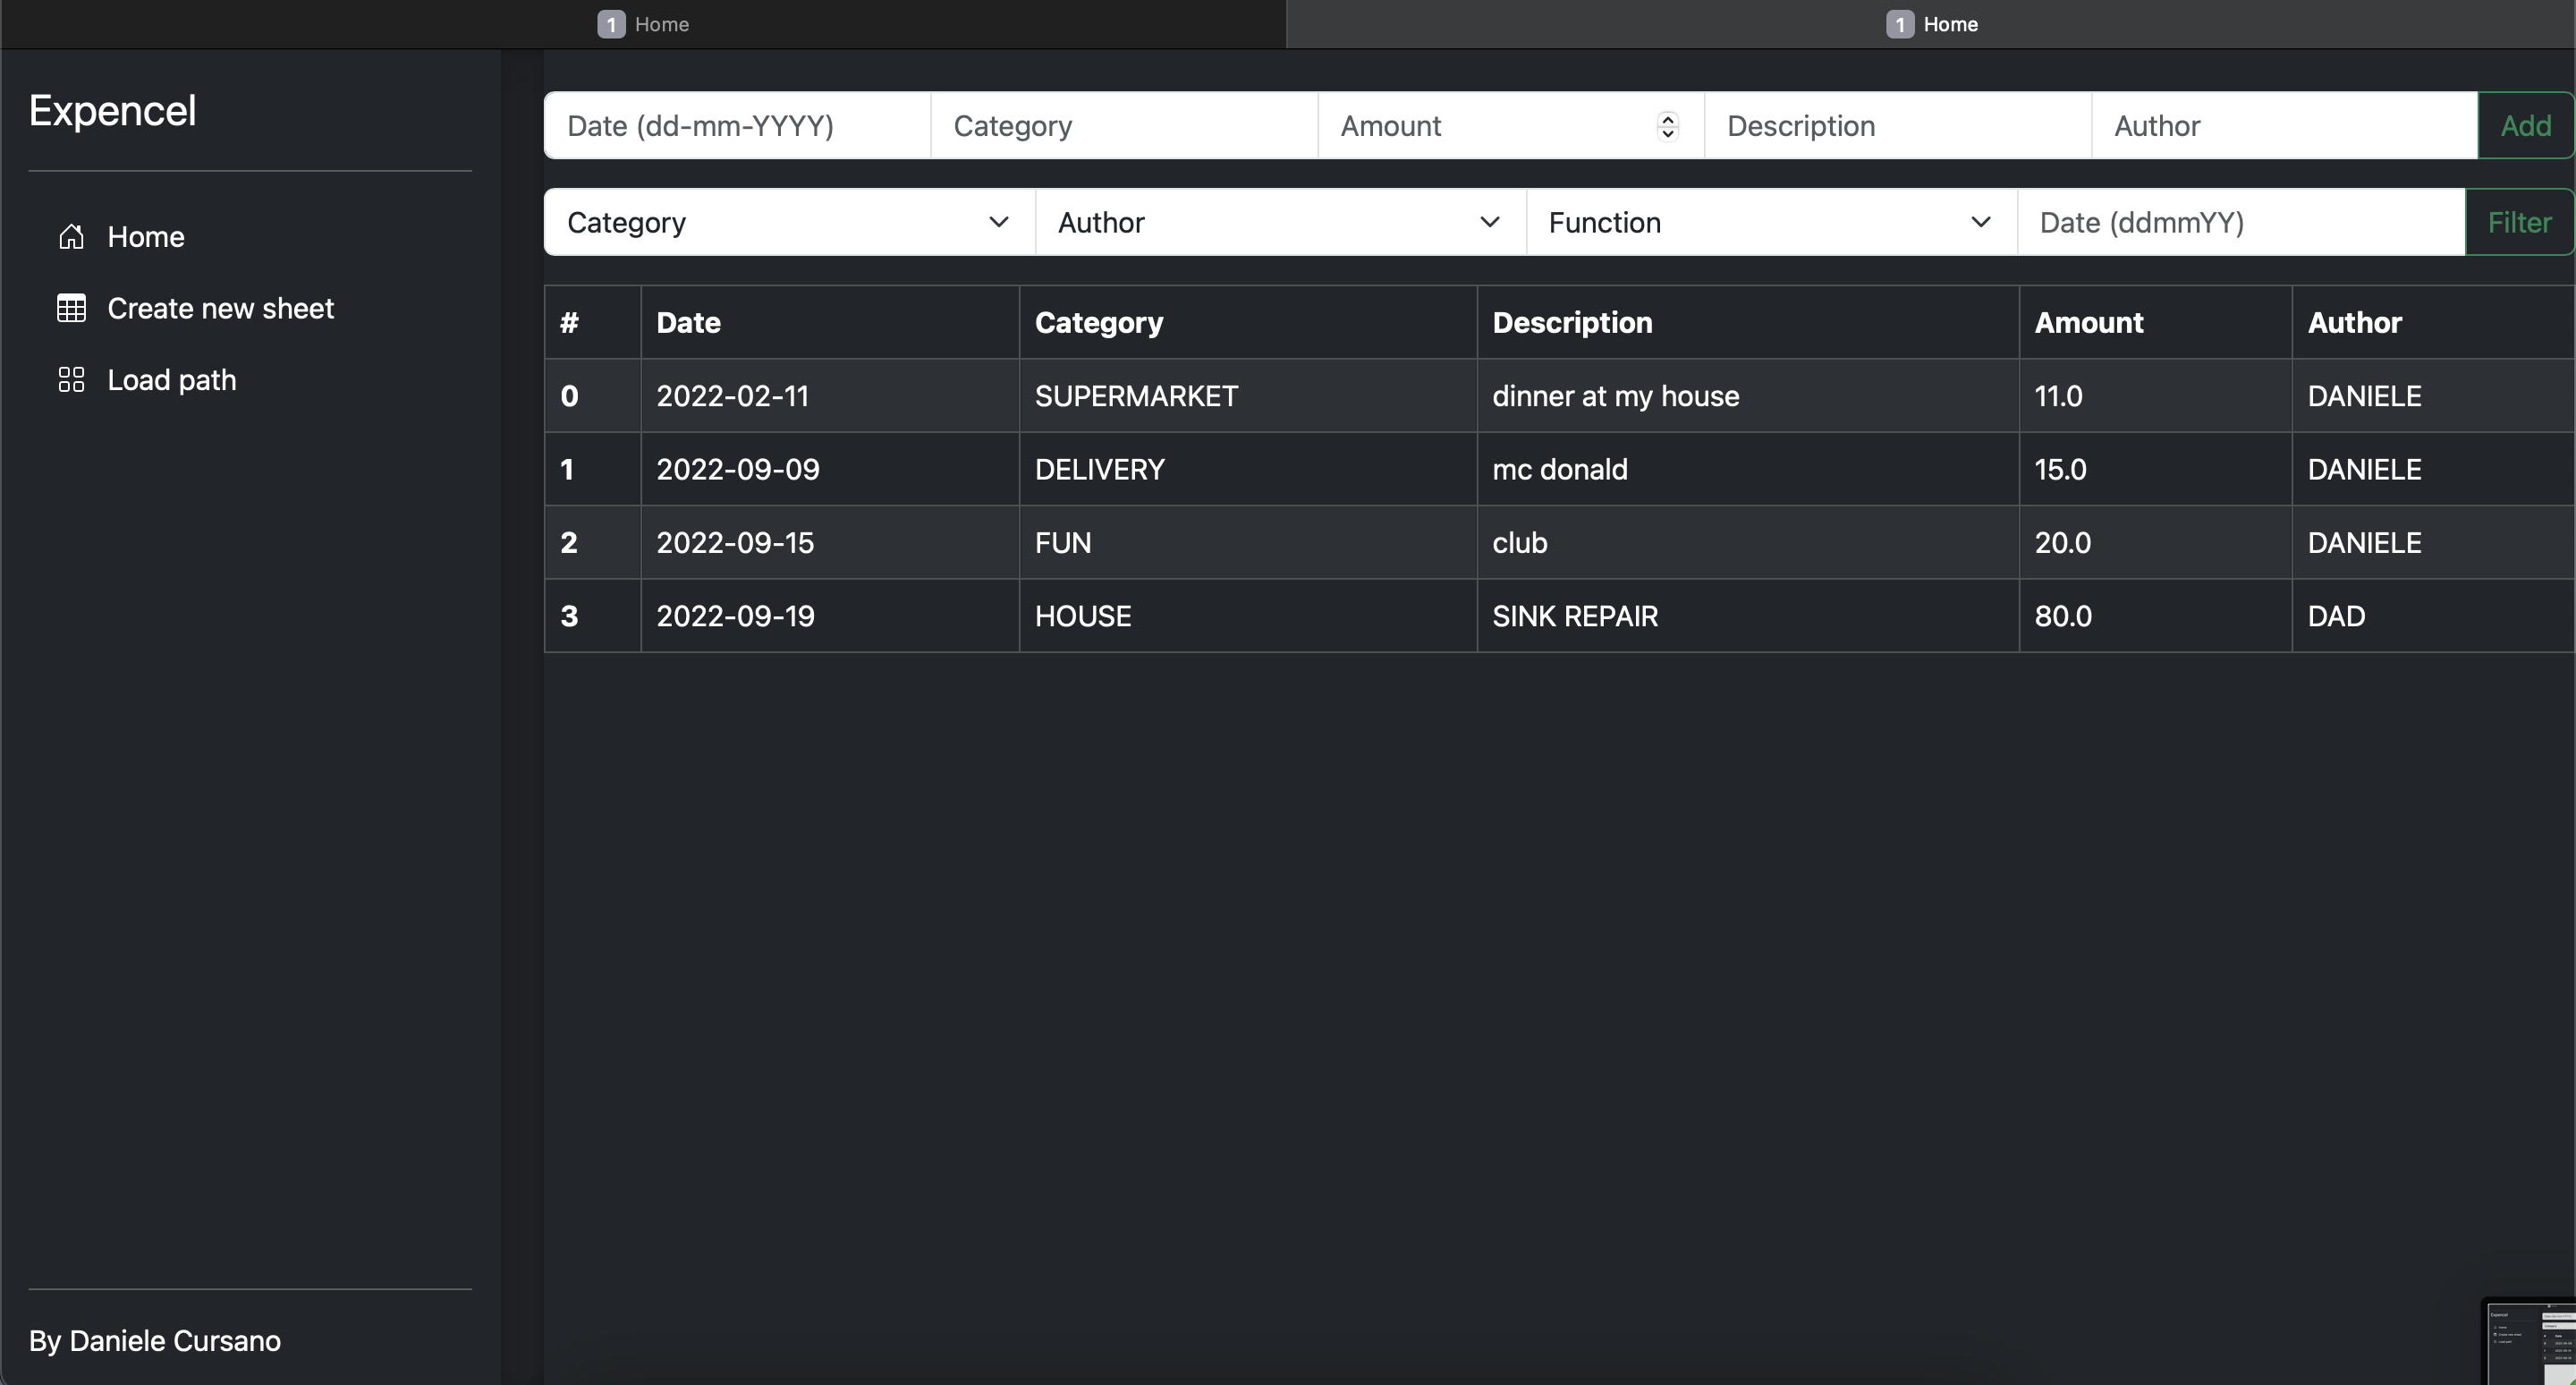 1 Home
1 Home
Expencel
Home
Create new sheet
Load path
By Daniele Cursano
Date (dd-mm-YYYY) Category Amount Description Author Add
Category Author Function Date (ddmmYY) Filter
# Date Category Description Amount Author
0 2022-02-11 SUPERMARKET dinner at my house 11.0 DANIELE
1 2022-09-09 DELIVERY mc donald 15.0 DANIELE
2 2022-09-15 FUN club 20.0 DANIELE
3 2022-09-19 HOUSE SINK REPAIR 80.0 DAD